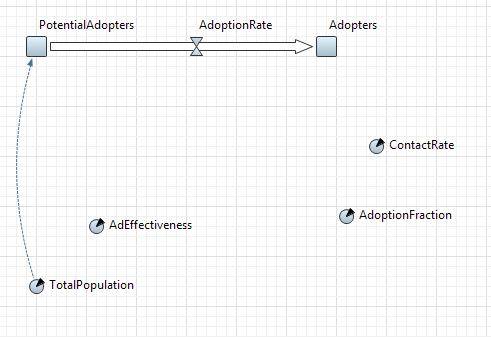 PotentialAdopters
AdoptionRate
Adopters
ContactRate
AdoptionFraction
AdEffectiveness
TotalPopulation